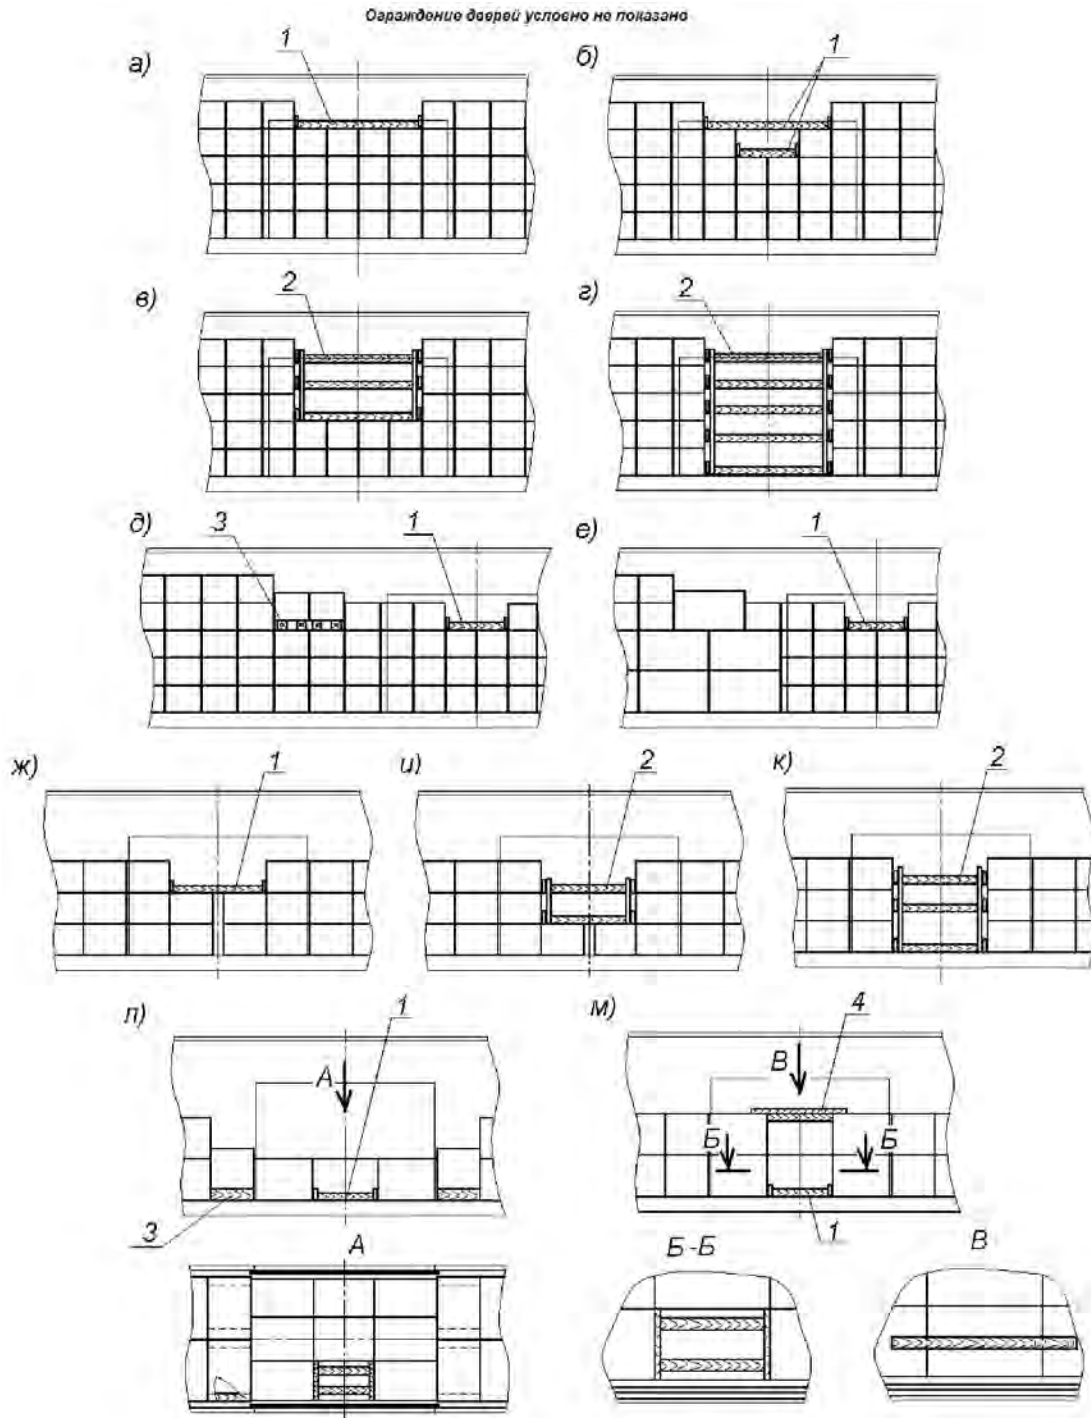 Ограждение дверей условно не показано
а) 1
б) 1
в) 2
г) 2
д) 3 1
е) 1
ж) 1
и) 2
к) 2
л) 1
А
3
м) 4
В
Б Б
1
А
Б-Б
В